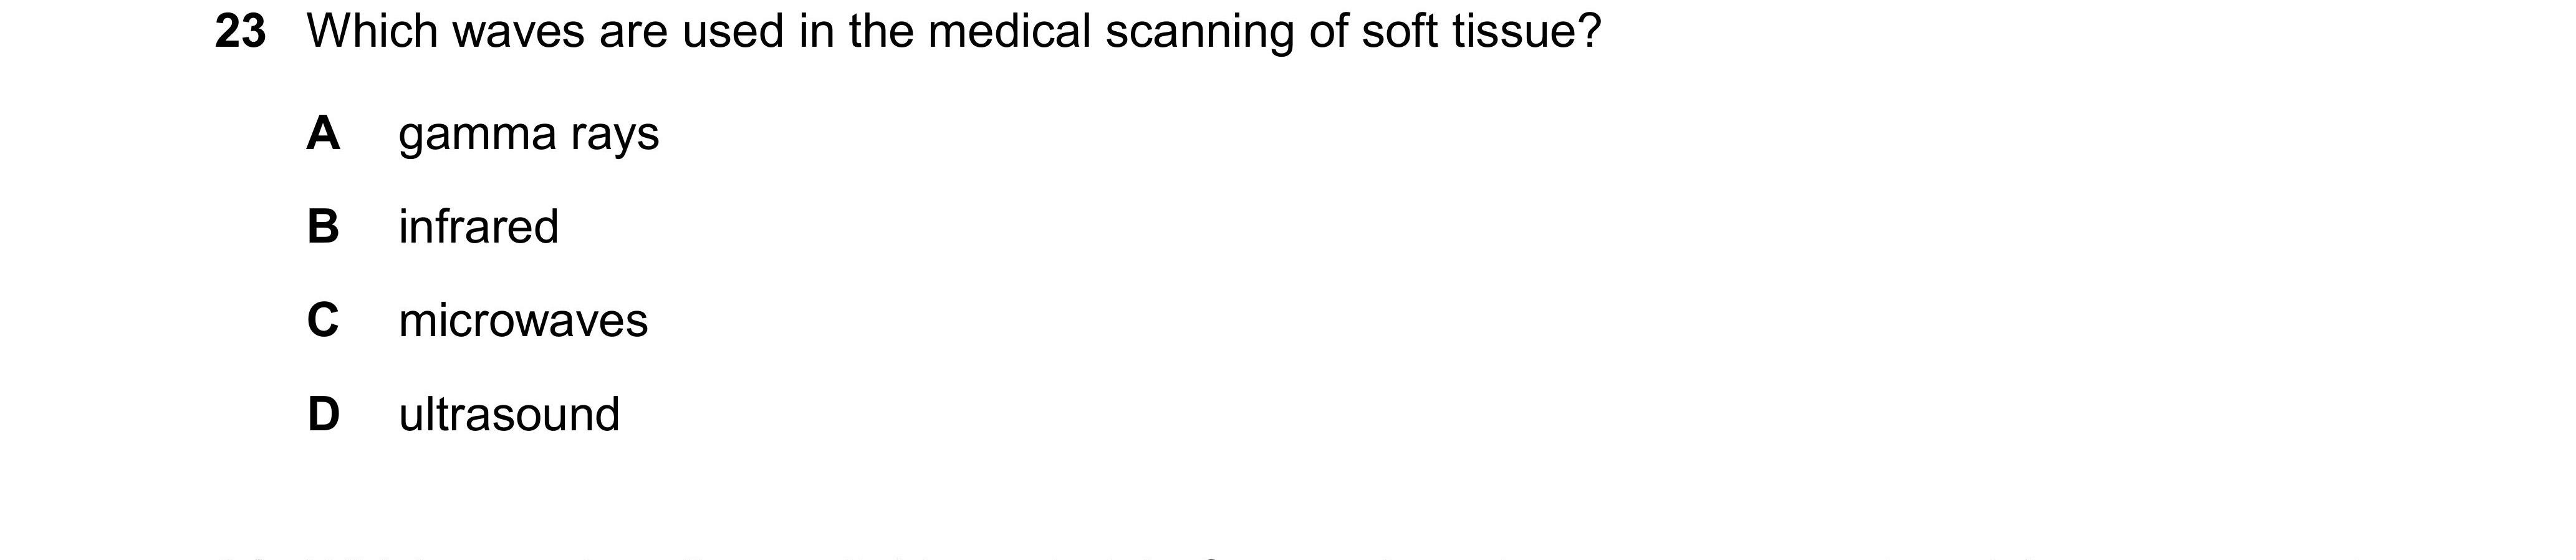 23 Which waves are used in the medical scanning of soft tissue?
A gamma rays
B infrared
C microwaves
D ultrasound